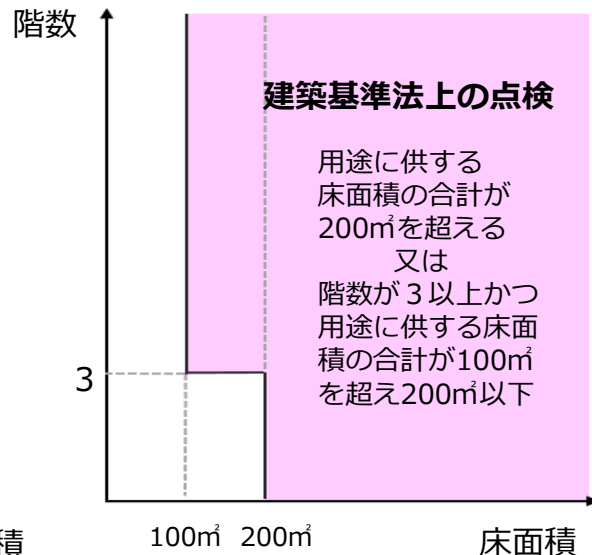 階数
建築基準法上の点検
用途に供する
床面積の合計が
200㎡を超える
又は
階数が３以上かつ
用途に供する床面
積の合計が100㎡
を超え200㎡以下
3
積
100㎡
200㎡
床面積